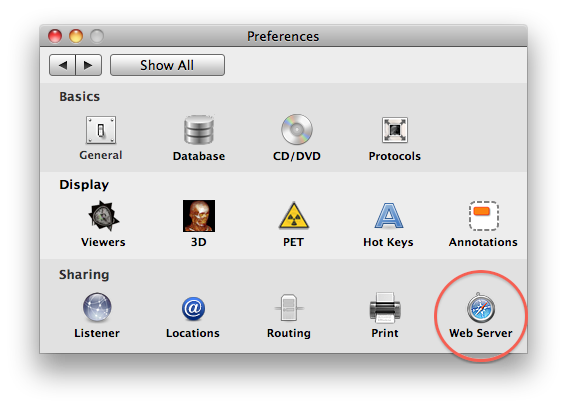 Preferences
Show All
Basics
General Database CD/DVD Protocols
Display
Viewers 3D PET Hot Keys Annotations
Sharing
Listener Locations Routing Print Web Server